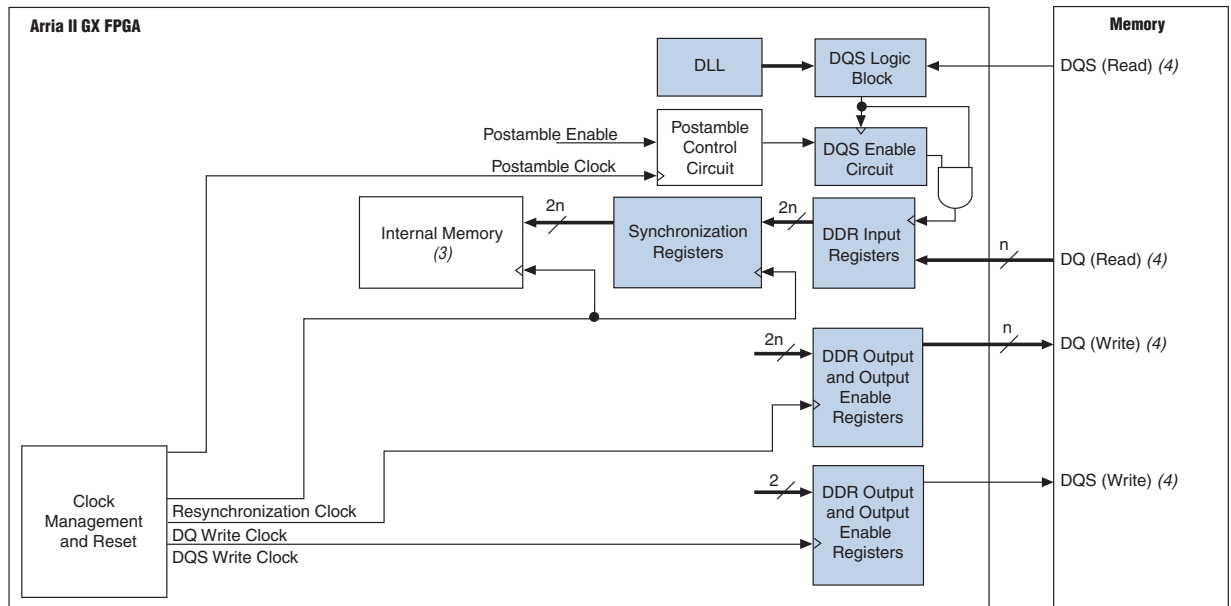 Arria II GX FPGA
Memory
DLL
DQS Logic
Block
DQS (Read) (4)
Postamble Enable
Postamble
Control
Circuit
DQS Enable
Circuit
Postamble Clock
2n
2n
Internal Memory
(3)
Synchronization
Registers
DDR Input
Registers
n
DQ (Read) (4)
2n
DDR Output
and Output
Enable
Registers
n
DQ (Write) (4)
Clock
Management
and Reset
Resynchronization Clock
DQ Write Clock
DQS Write Clock
2
DDR Output
and Output
Enable
Registers
DQS (Write) (4)